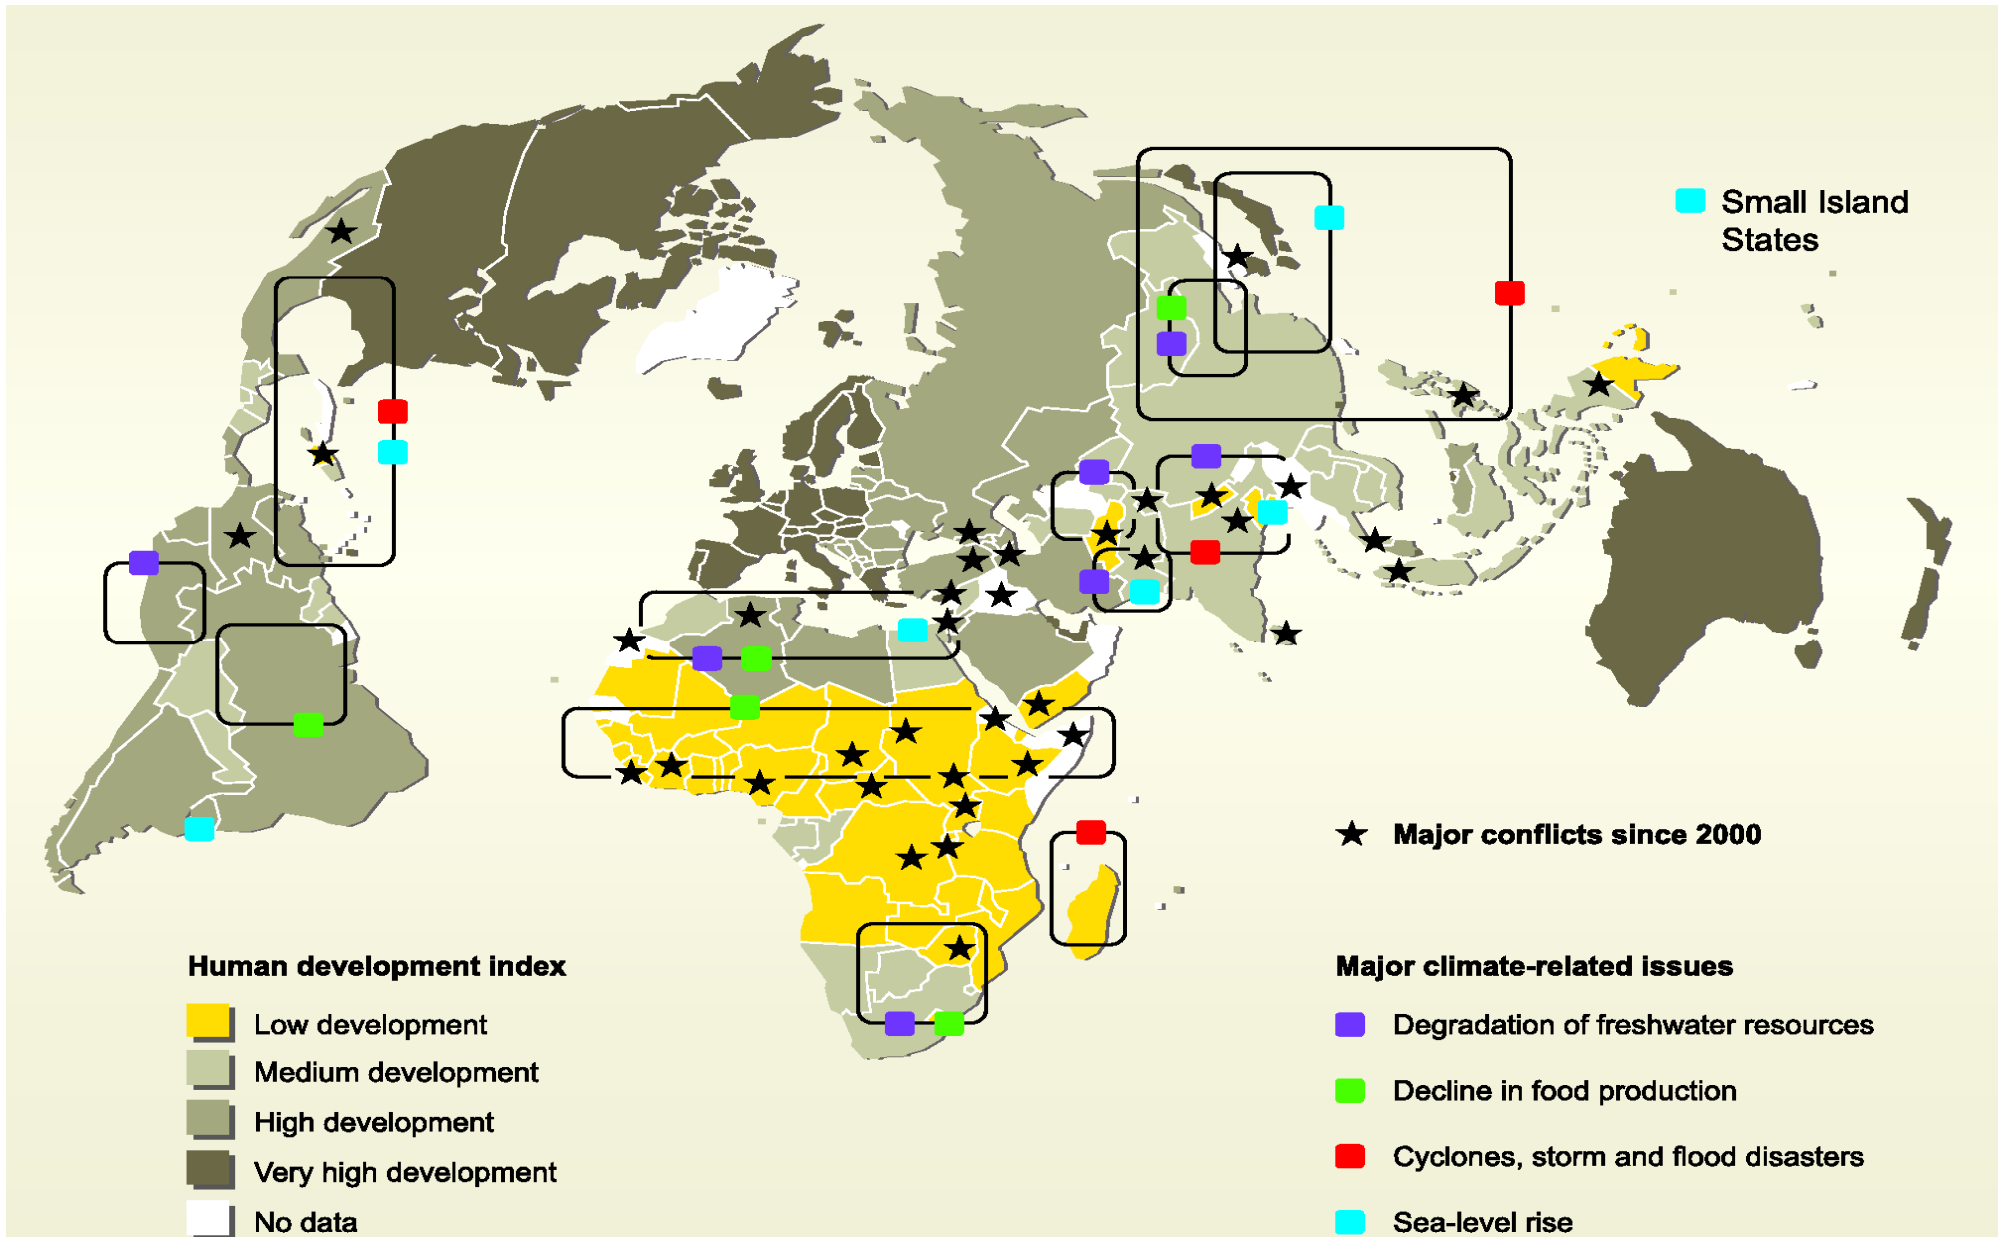 Small Island
States
Major conflicts since 2000
Human development index
Low development
Medium development
High development
Very high development
No data
Major climate-related issues
Degradation of freshwater resources
Decline in food production
Cyclones, storm and flood disasters
Sea-level rise